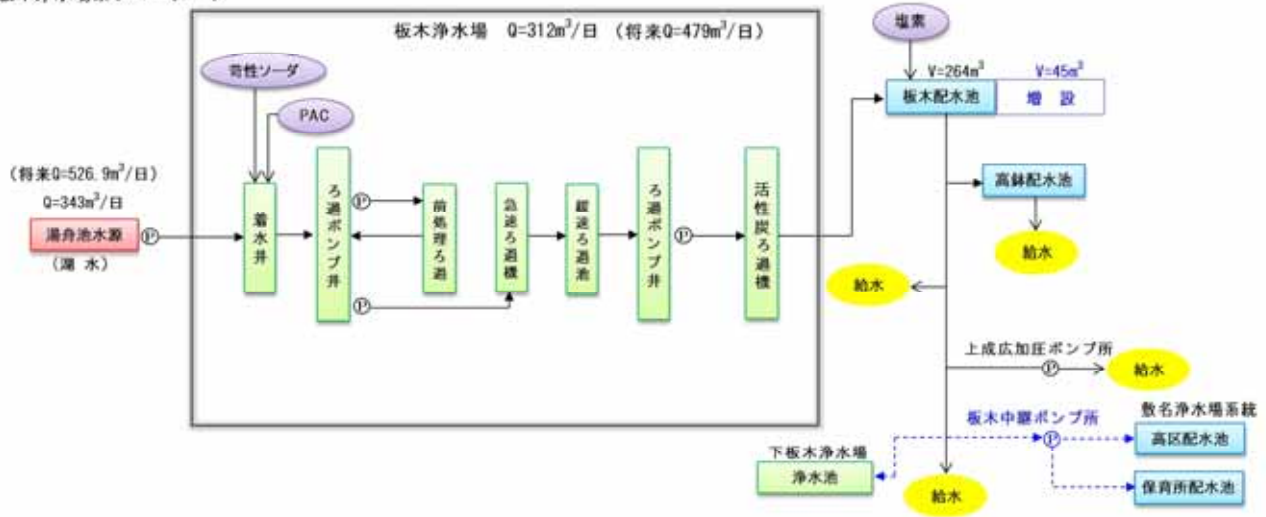 板木浄水場 Q=312m³/日 (将来Q=479m³/日)
塩素
苛性ソーダ
PAC
V=264m³
V=45m³
板木配水池
増設
(将来Q=526.9m³/日)
Q=343m³/日
湯舟池水源
(湖水)
P
着水井
ろ過ポンプ井
P
P
前処理ろ過
急速ろ過機
緩速ろ過池
ろ過ポンプ井
P
活性炭ろ過機
高鉢配水池
給水
給水
上成広加圧ポンプ所
P
給水
板木中継ポンプ所
P
敷名浄水場系統
高区配水池
下板木浄水場
浄水池
給水
保育所配水池